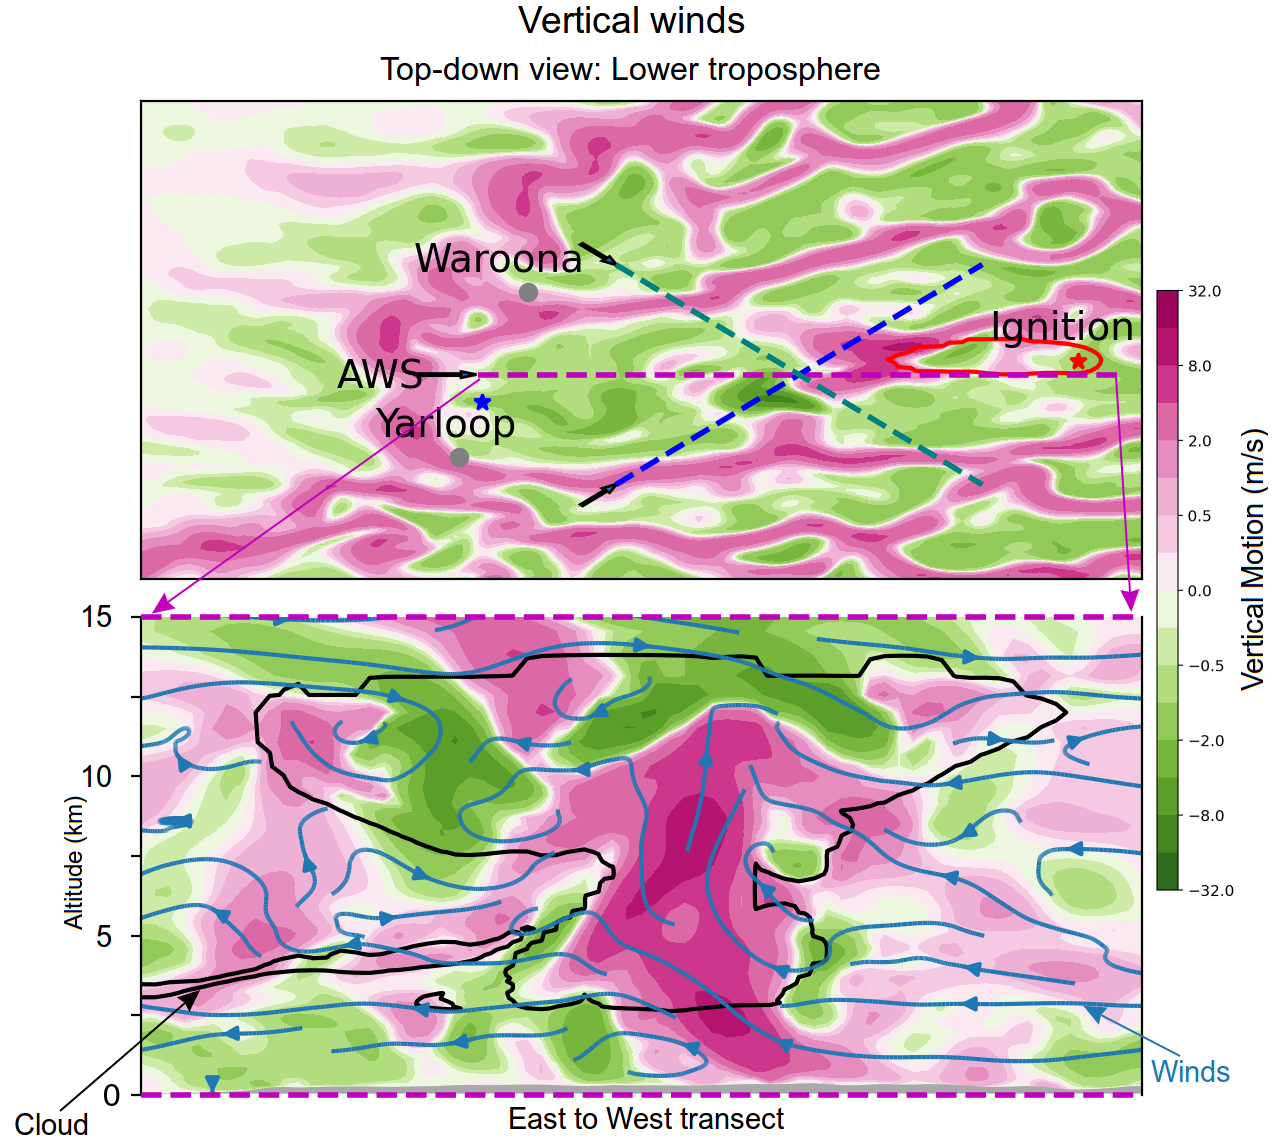 Vertical winds
Top-down view: Lower troposphere
Waroona
Ignition
AWS
Yarloop
32.0
8.0
2.0
0.5
0.0
−0.5
−2.0
−8.0
−32.0
Vertical Motion (m/s)
15
10
5
0
Altitude (km)
Cloud
Winds
East to West transect